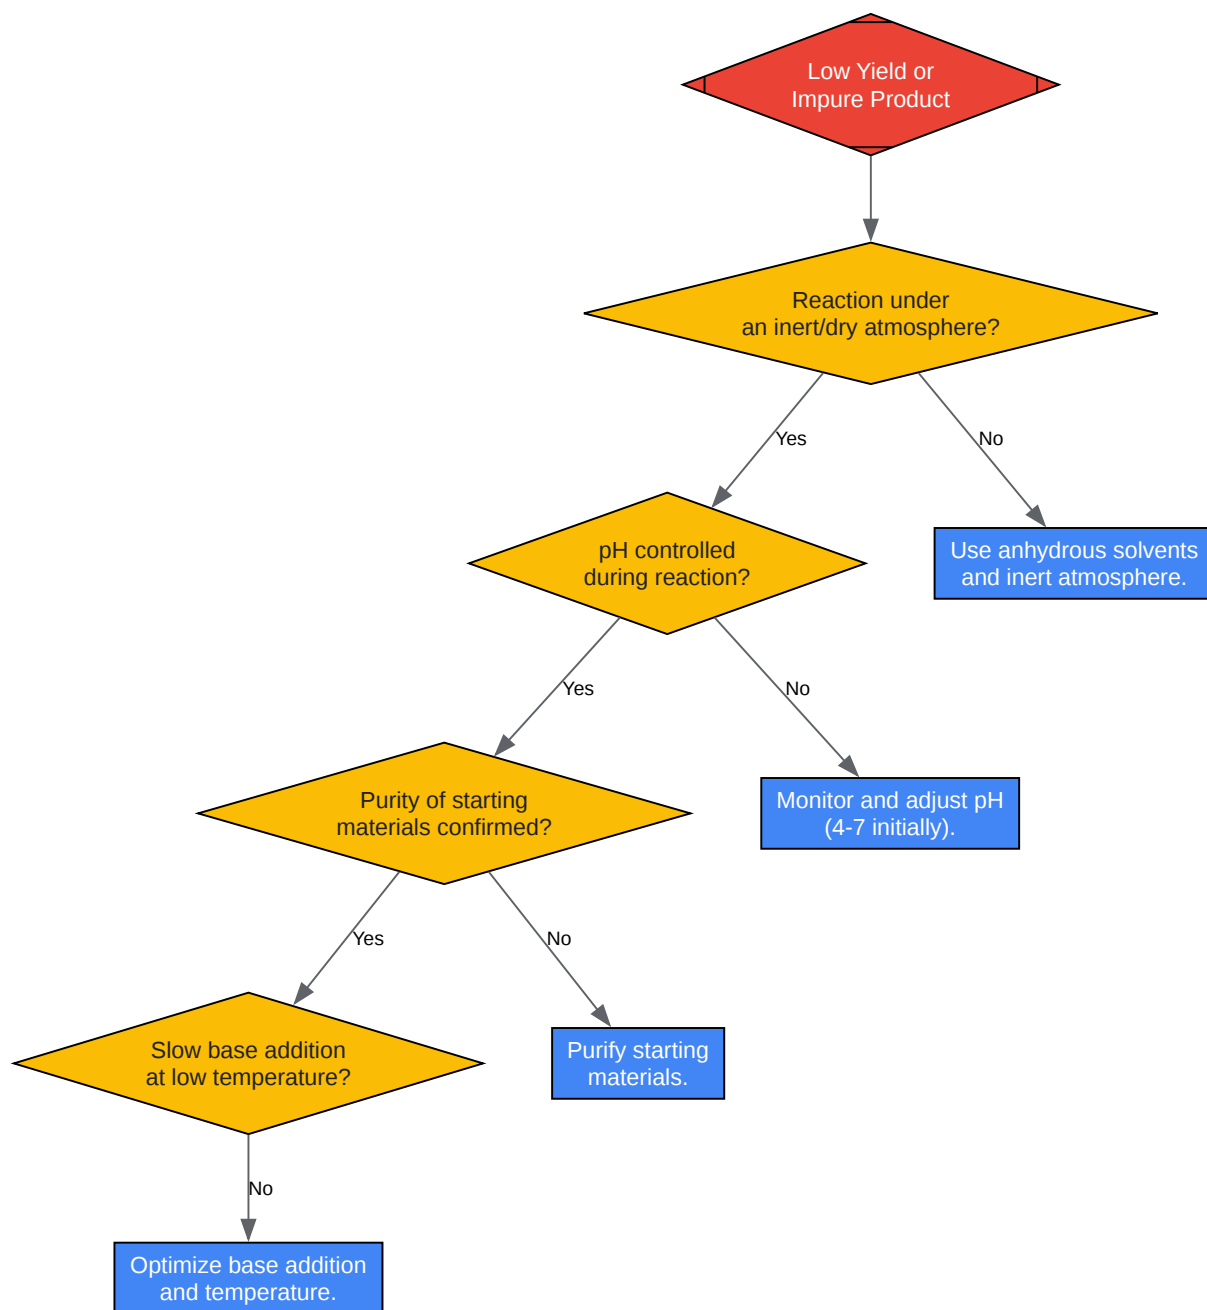 Low Yield or
Impure Product
Reaction under
an inert/dry atmosphere?
Yes
No
pH controlled
during reaction?
Use anhydrous solvents
and inert atmosphere.
Yes
No
Purity of starting
materials confirmed?
Monitor and adjust pH
(4-7 initially).
Yes
No
Slow base addition
at low temperature?
Purify starting
materials.
No
Optimize base addition
and temperature.